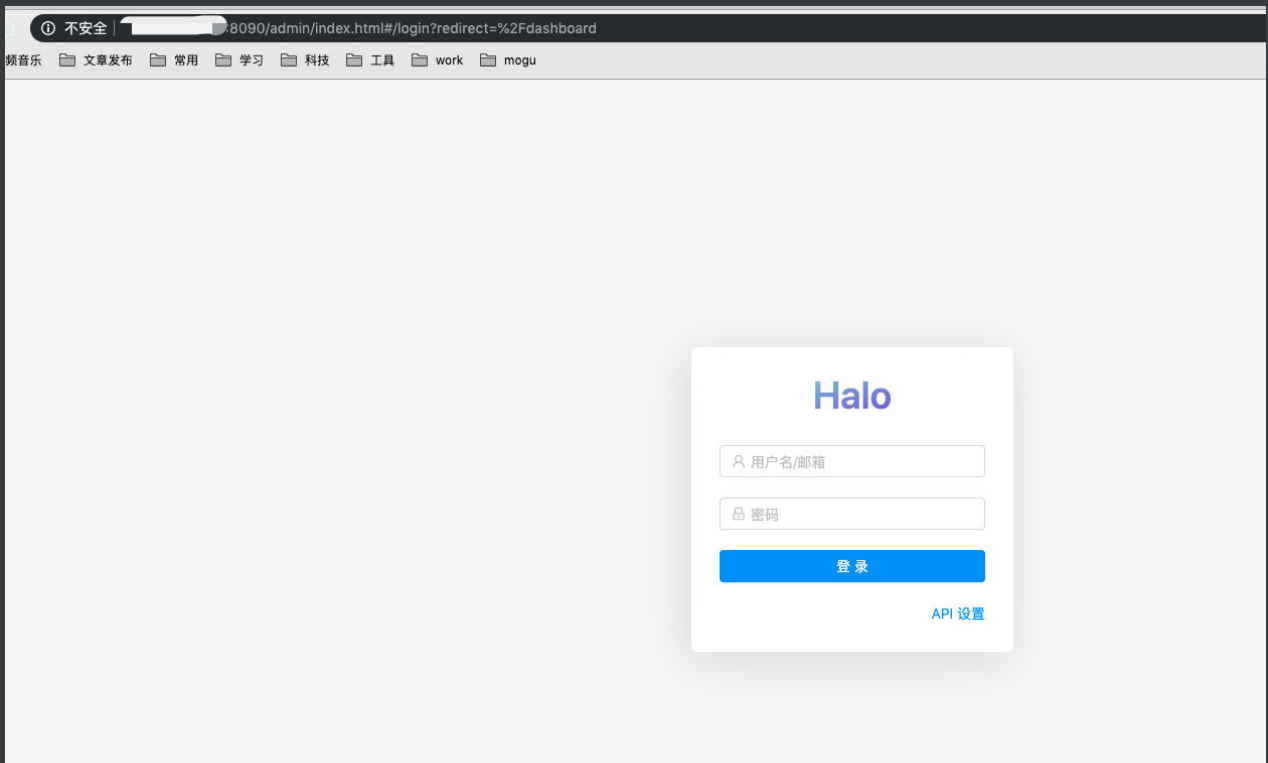 不安全 :8090/admin/index.html#/login?redirect=%2Fdashboard
频音乐 文章发布 常用 学习 科技 工具 work mogu
Halo
用户名/邮箱
密码
登 录
API 设置